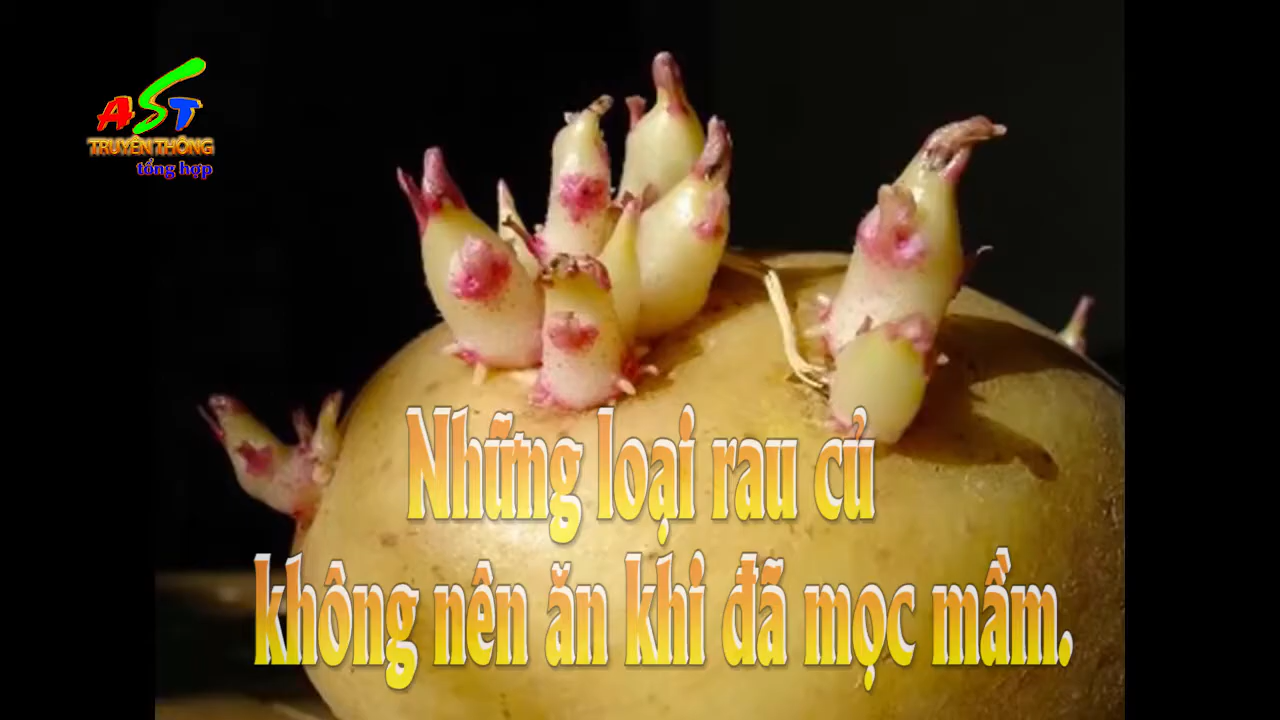 AST
TRUYỀN THÔNG
tổng hợp
Những loại rau củ
không nên ăn khi đã mọc mầm.